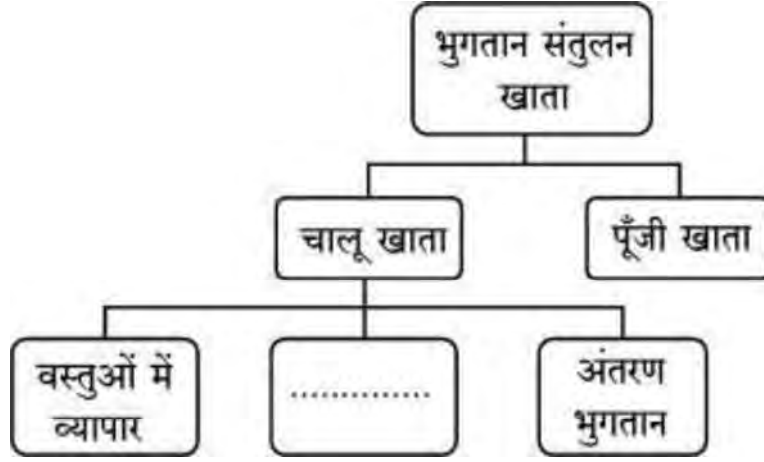 भुगतान संतुलन
खाता
चालू खाता
पूँजी खाता
वस्तुओं में
व्यापार
..............
अंतरण
भुगतान